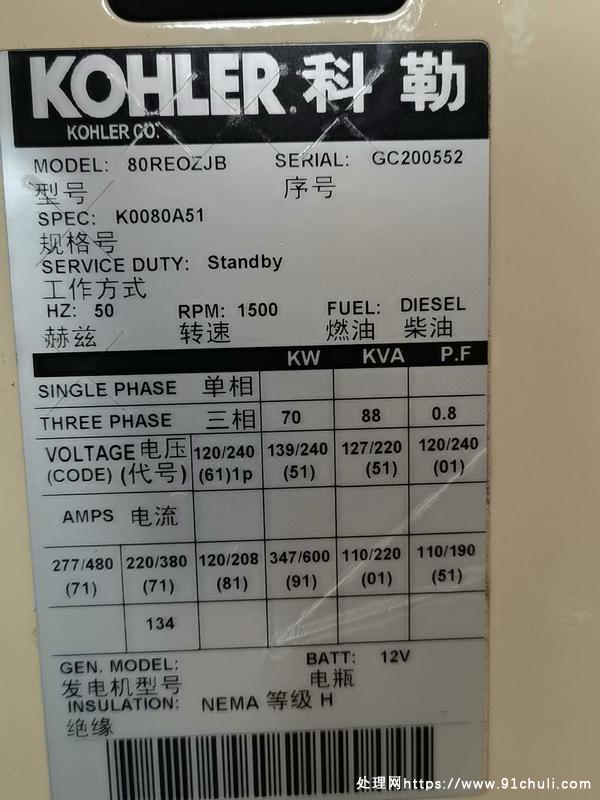 KOHLER® 科勒
KOHLER CO.
MODEL: 80REOZJB SERIAL: GC200552
型号 序号
SPEC: K0080A51
规格号
SERVICE DUTY: Standby
工作方式
HZ: 50 RPM: 1500 FUEL: DIESEL
赫兹 转速 燃油 柴油
KW KVA P.F
SINGLE PHASE 单相
THREE PHASE 三相 70 88 0.8
VOLTAGE 电压 120/240 139/240 127/220 120/240
(CODE) (代号) (61)1p (51) (51) (01)
AMPS 电流
277/480 220/380 120/208 347/600 110/220 110/190
(71) (71) (81) (91) (01) (51)
134
GEN. MODEL: BATT: 12V
发电机型号 电瓶
INSULATION: NEMA 等级 H
绝缘
处理网https://www.91chuli.com